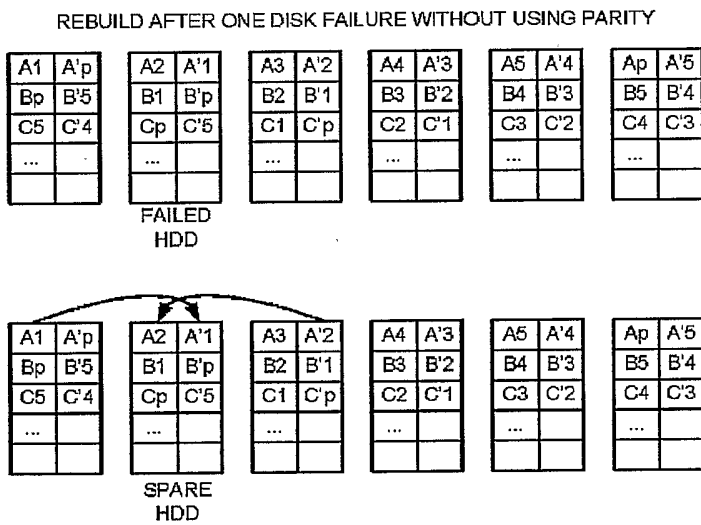 REBUILD AFTER ONE DISK FAILURE WITHOUT USING PARITY
A1 A'p A2 A'1 A3 A'2 A4 A'3 A5 A'4 Ap A'5
Bp B'5 B1 B'p B2 B'1 B3 B'2 B4 B'3 B5 B'4
C5 C'4 Cp C'5 C1 C'p C2 C'1 C3 C'2 C4 C'3
... ... ... ... ... ...
FAILED
HDD
A1 A'p A2 A'1 A3 A'2 A4 A'3 A5 A'4 Ap A'5
Bp B'5 B1 B'p B2 B'1 B3 B'2 B4 B'3 B5 B'4
C5 C'4 Cp C'5 C1 C'p C2 C'1 C3 C'2 C4 C'3
... ... ... ... ... ...
SPARE
HDD